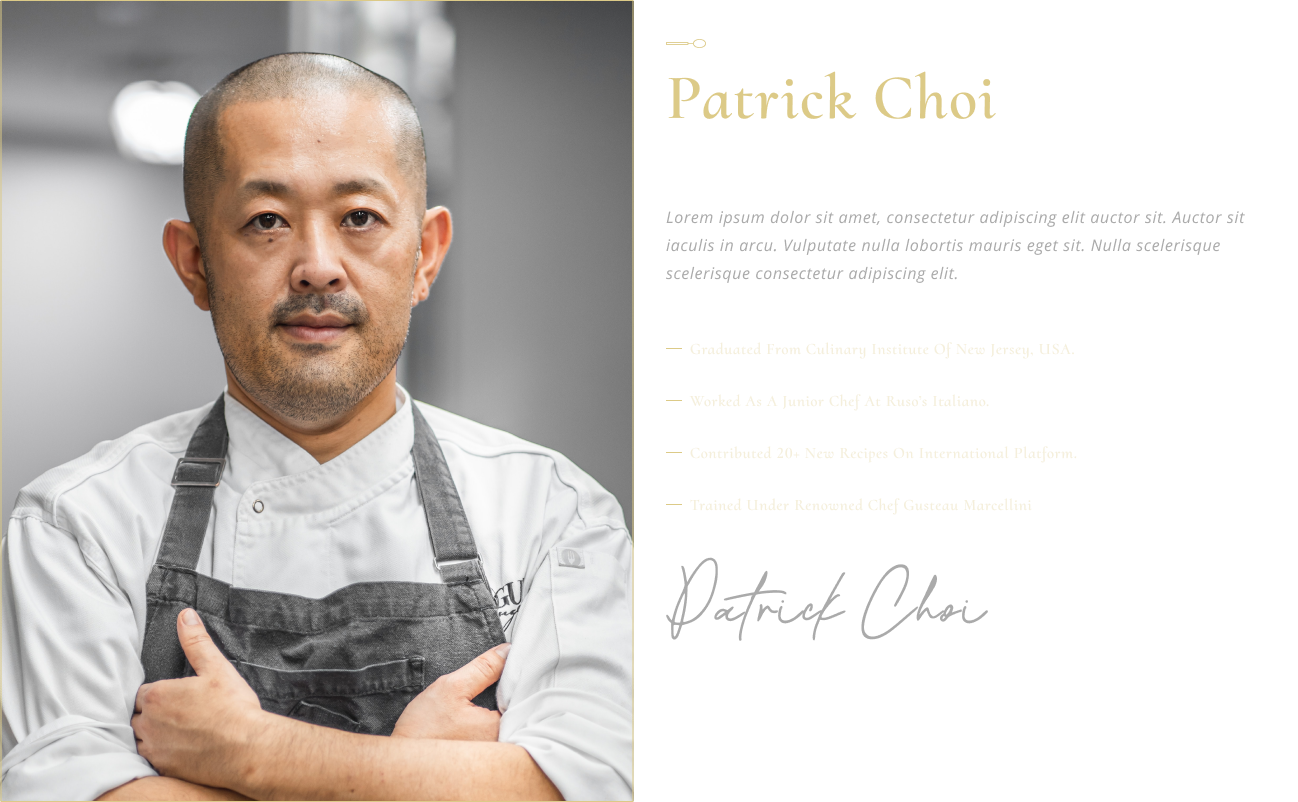 Patrick Choi
Lorem ipsum dolor sit amet, consectetur adipiscing elit auctor sit. Auctor sit
iaculis in arcu. Vulputate nulla lobortis mauris eget sit. Nulla scelerisque
scelerisque consectetur adipiscing elit.
Graduated From Culinary Institute Of New Jersey, USA.
Worked As A Junior Chef At Ruso's Italiano.
Contributed 20+ New Recipes On International Platform.
Trained Under Renowned Chef Gusteau Marcellini
Patrick Choi